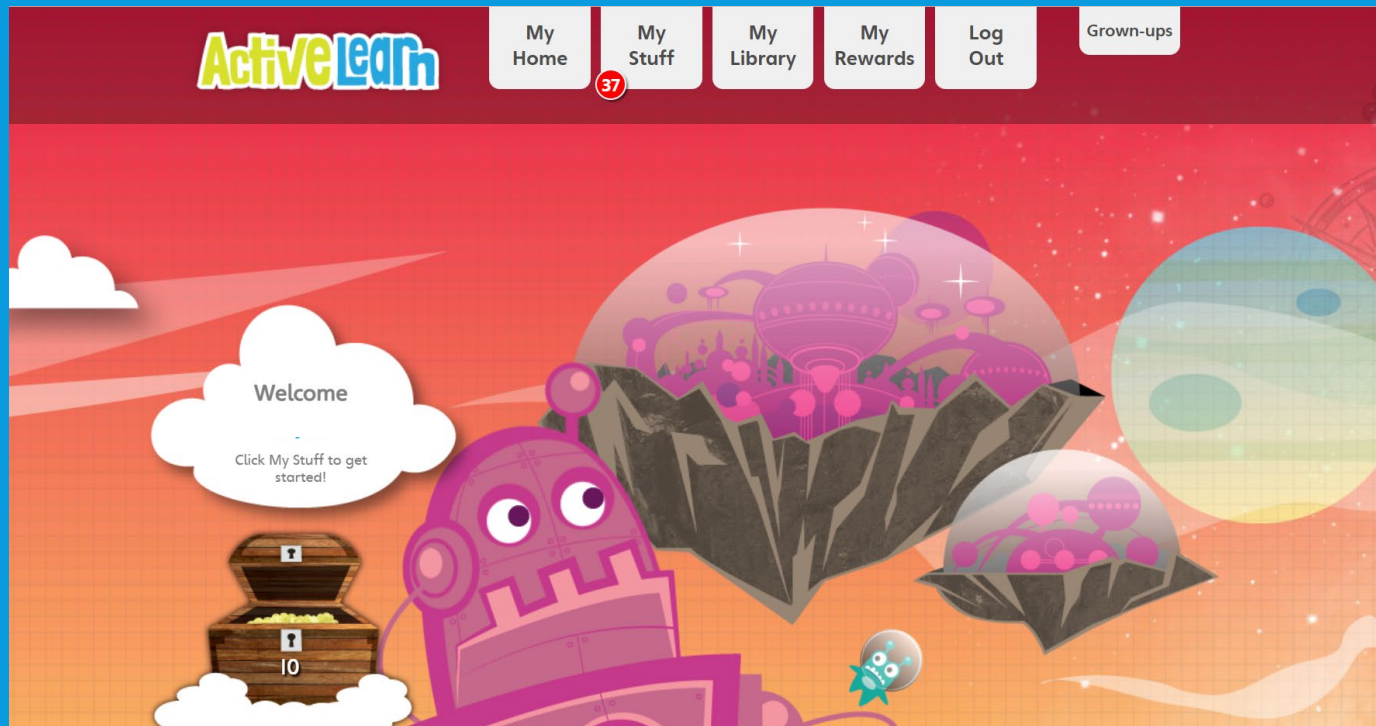 ActiveLearn
My
Home
My
Stuff
37
My
Library
My
Rewards
Log
Out
Grown-ups
Welcome
-
Click My Stuff to get
started!
10